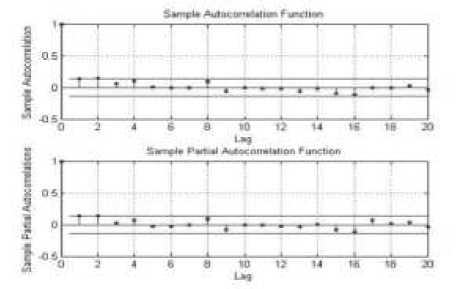 Sample Autocorrelation Function
Sample Autocorrelation
1
0.5
0
-0.5
0 2 4 6 8 10 12 14 16 18 20
Lag
Sample Partial Autocorrelation Function
Sample Partial Autocorrelations
1
0.5
0
-0.5
0 2 4 6 8 10 12 14 16 18 20
Lag